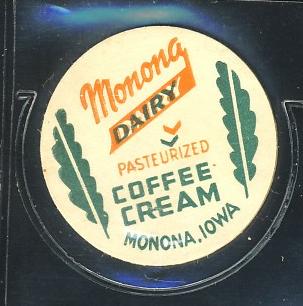 Monona
DAIRY
PASTEURIZED
COFFEE
CREAM
MONONA, IOWA